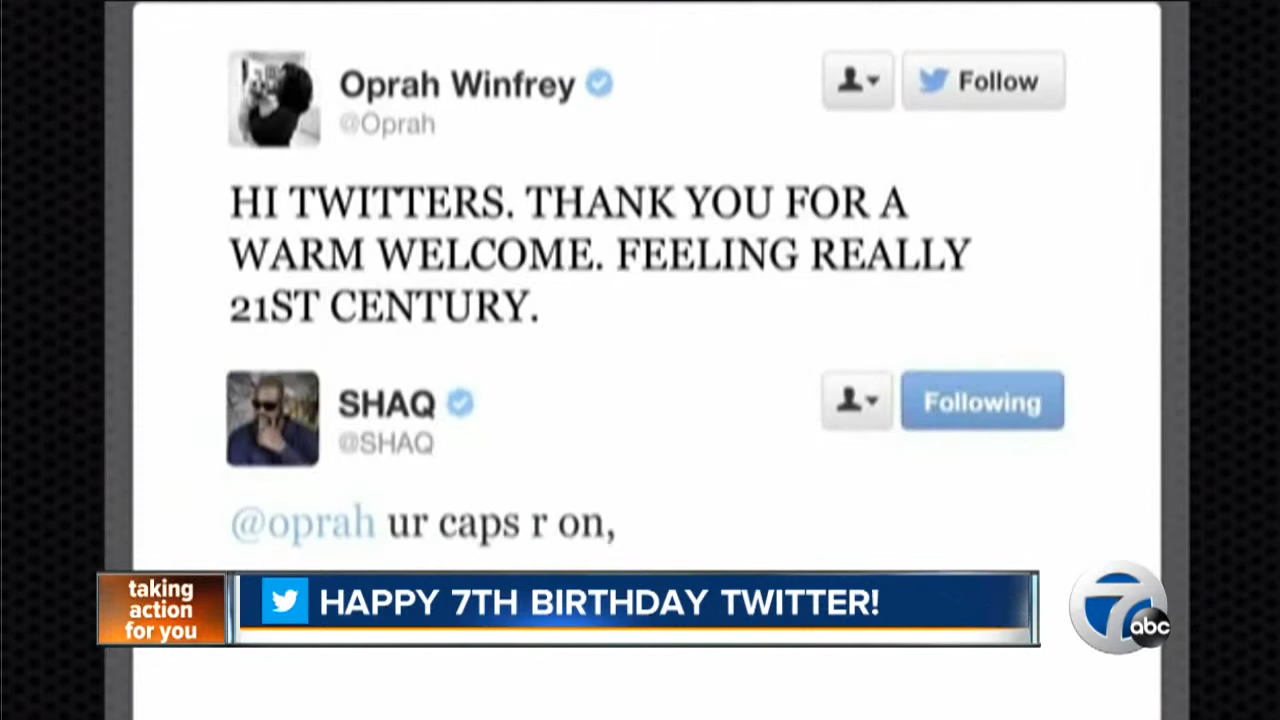 Oprah Winfrey
@Oprah
Follow
HI TWITTERS. THANK YOU FOR A
WARM WELCOME. FEELING REALLY
21ST CENTURY.
SHAQ
@SHAQ
Following
@oprah ur caps r on,
taking
action
for you
HAPPY 7TH BIRTHDAY TWITTER!
7
abc